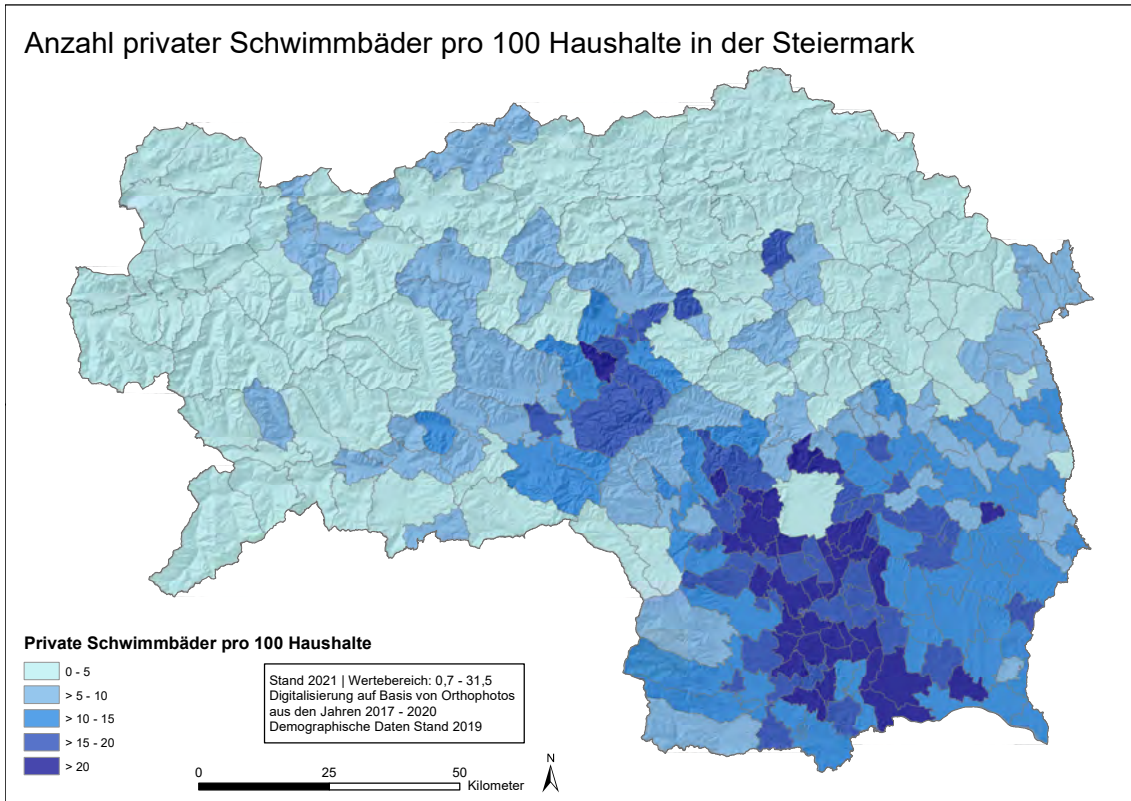 Anzahl privater Schwimmbäder pro 100 Haushalte in der Steiermark
Private Schwimmbäder pro 100 Haushalte
0 - 5
> 5 - 10
> 10 - 15
> 15 - 20
> 20
Stand 2021 | Wertebereich: 0,7 - 31,5
Digitalisierung auf Basis von Orthophotos
aus den Jahren 2017 - 2020
Demographische Daten Stand 2019
0 25 50
Kilometer
N